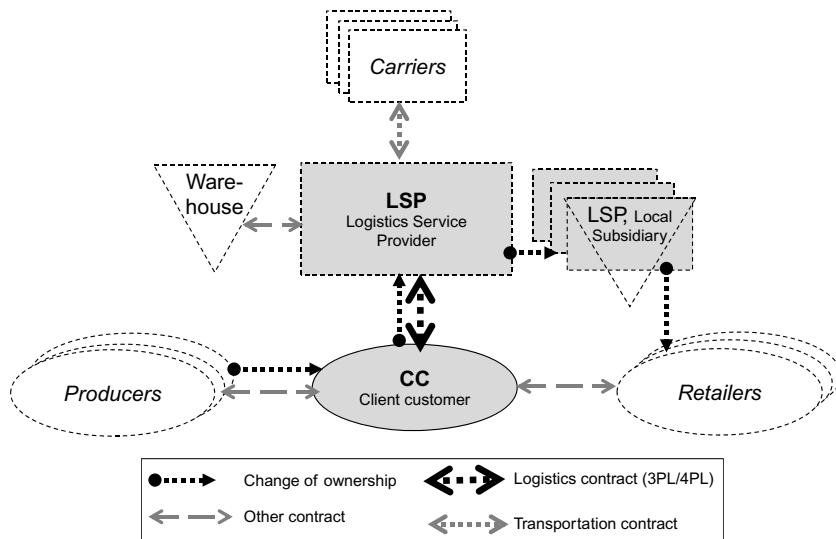 Carriers
Ware-
house
LSP
Logistics Service
Provider
LSP, Local
Subsidiary
Producers
CC
Client customer
Retailers
Change of ownership
Logistics contract (3PL/4PL)
Other contract
Transportation contract